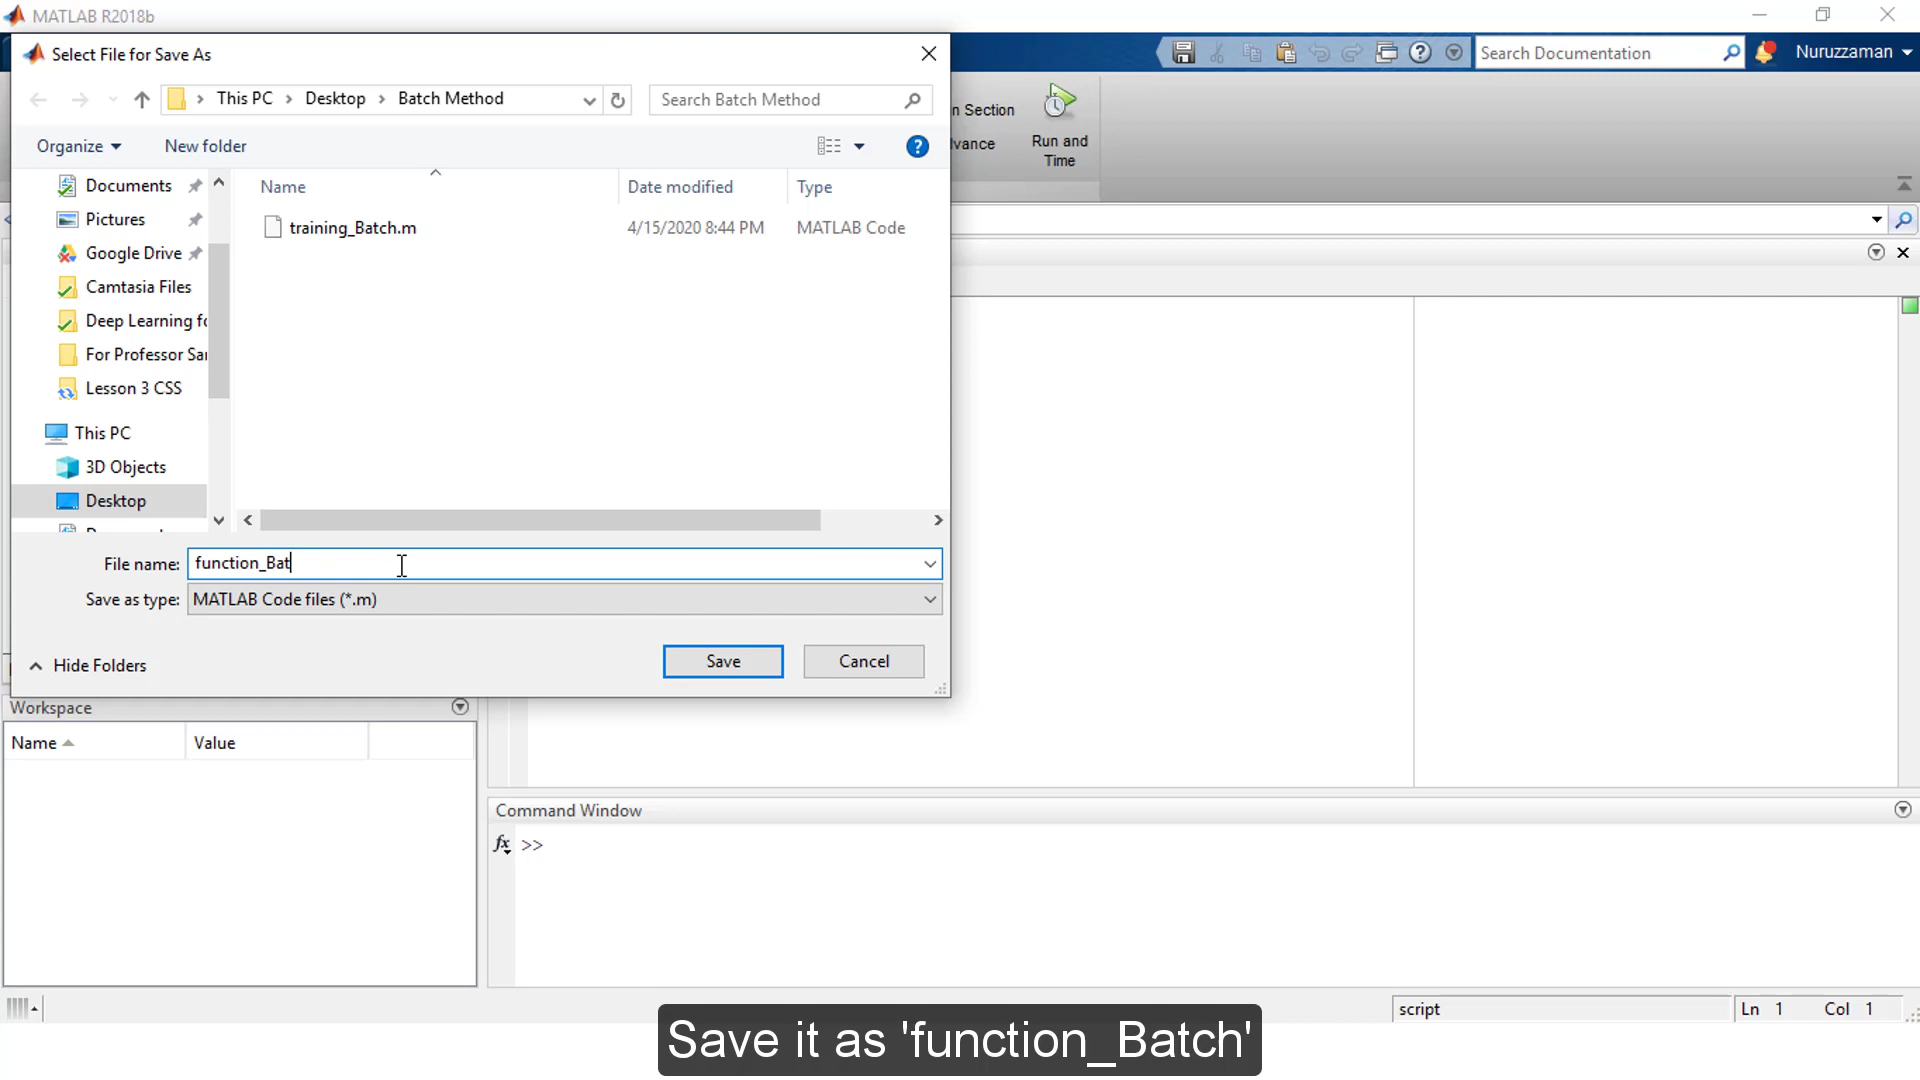 MATLAB R2018b
Select File for Save As
This PC > Desktop > Batch Method
Search Batch Method
Search Documentation
Nuruzzaman
n Section
vance
Run and
Time
Organize
New folder
Documents
Pictures
Google Drive
Camtasia Files
Deep Learning fo
For Professor Sar
Lesson 3 CSS
This PC
3D Objects
Desktop
Name
Date modified
Type
training_Batch.m
4/15/2020 8:44 PM
MATLAB Code
File name:
function_Bat
Save as type:
MATLAB Code files (*.m)
Hide Folders
Save
Cancel
Workspace
Name
Value
Command Window
fx >>
script
Ln 1 Col 1
Save it as 'function_Batch'